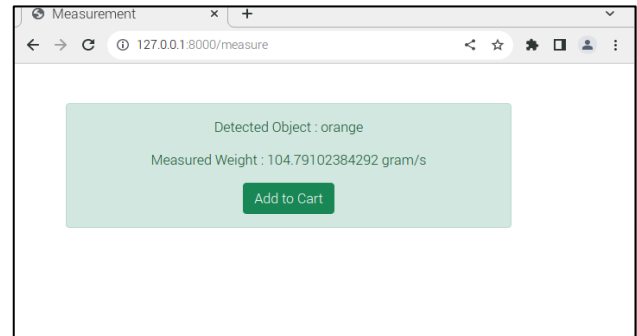 Measurement
127.0.0.1:8000/measure
Detected Object : orange
Measured Weight : 104.79102384292 gram/s
Add to Cart